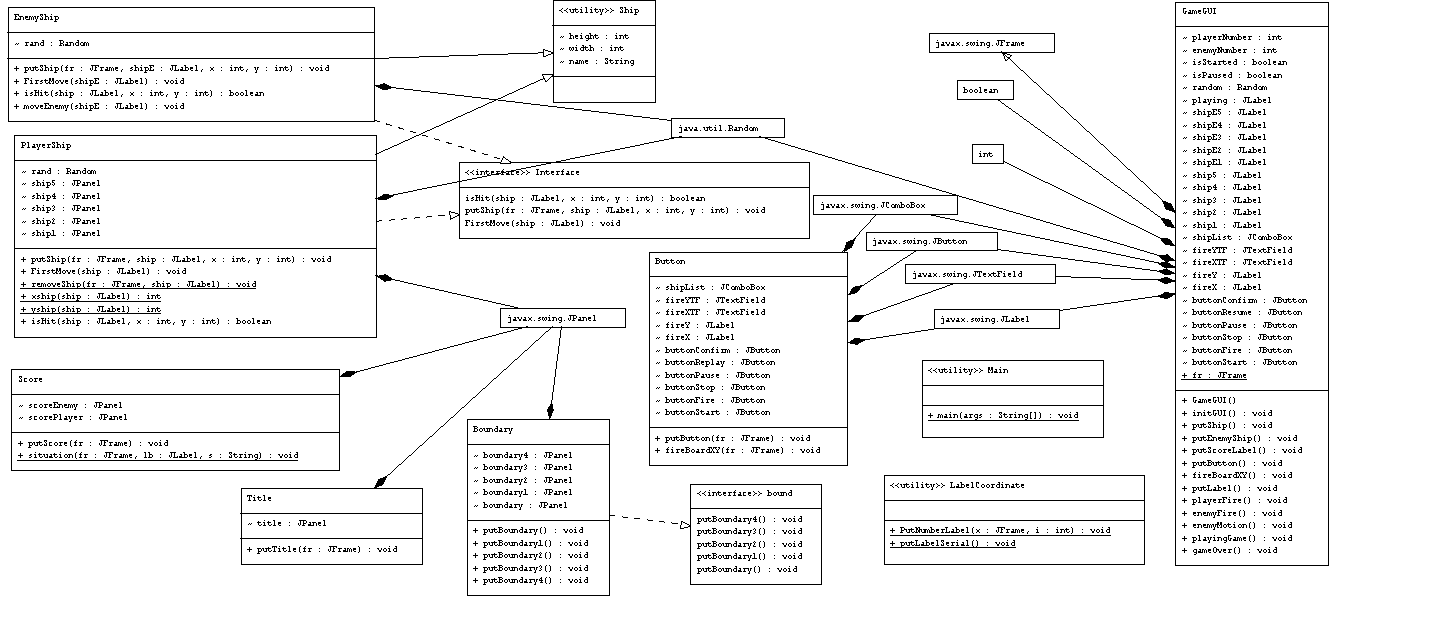 EnemyShip
~ rand : Random
+ putShip(fr : JFrame, shipE : JLabel, x : int, y : int) : void
+ FirstMove(shipE : JLabel) : void
+ isHit(ship : JLabel, x : int, y : int) : boolean
+ moveEnemy(shipE : JLabel) : void
PlayerShip
~ rand : Random
~ ship5 : JPanel
~ ship4 : JPanel
~ ship3 : JPanel
~ ship2 : JPanel
~ ship1 : JPanel
+ putShip(fr : JFrame, ship : JLabel, x : int, y : int) : void
+ FirstMove(ship : JLabel) : void
+ removeShip(fr : JFrame, ship : JLabel) : void
+ xship(ship : JLabel) : int
+ yship(ship : JLabel) : int
+ isHit(ship : JLabel, x : int, y : int) : boolean
Score
~ scoreEnemy : JPanel
~ scorePlayer : JPanel
+ putScore(fr : JFrame) : void
+ situation(fr : JFrame, lb : JLabel, s : String) : void
Title
~ title : JPanel
+ putTitle(fr : JFrame) : void
<<utility>> Ship
~ height : int
~ width : int
~ name : String
java.util.Random
<<interface>> Interface
isHit(ship : JLabel, x : int, y : int) : boolean
putShip(fr : JFrame, ship : JLabel, x : int, y : int) : void
FirstMove(ship : JLabel) : void
javax.swing.JPanel
Boundary
~ boundary4 : JPanel
~ boundary3 : JPanel
~ boundary2 : JPanel
~ boundary1 : JPanel
~ boundary : JPanel
+ putBoundary() : void
+ putBoundary1() : void
+ putBoundary2() : void
+ putBoundary3() : void
+ putBoundary4() : void
Button
~ shipList : JComboBox
~ fireYTF : JTextField
~ fireXTF : JTextField
~ fireY : JLabel
~ fireX : JLabel
~ buttonConfirm : JButton
~ buttonReplay : JButton
~ buttonPause : JButton
~ buttonStop : JButton
~ buttonFire : JButton
~ buttonStart : JButton
+ putButton(fr : JFrame) : void
+ fireBoardXY(fr : JFrame) : void
<<interface>> bound
putBoundary4() : void
putBoundary3() : void
putBoundary2() : void
putBoundary1() : void
putBoundary() : void
javax.swing.JFrame
boolean
int
javax.swing.JComboBox
javax.swing.JButton
javax.swing.JTextField
javax.swing.JLabel
<<utility>> Main
+ main(args : String[]) : void
<<utility>> LabelCoordinate
+ PutNumberLabel(x : JFrame, i : int) : void
+ putLabelSerial() : void
GameGUI
~ playerNumber : int
~ enemyNumber : int
~ isStarted : boolean
~ isPaused : boolean
~ random : Random
~ playing : JLabel
~ shipE5 : JLabel
~ shipE4 : JLabel
~ shipE3 : JLabel
~ shipE2 : JLabel
~ shipE1 : JLabel
~ ship5 : JLabel
~ ship4 : JLabel
~ ship3 : JLabel
~ ship2 : JLabel
~ ship1 : JLabel
~ shipList : JComboBox
~ fireYTF : JTextField
~ fireXTF : JTextField
~ fireY : JLabel
~ fireX : JLabel
~ buttonConfirm : JButton
~ buttonResume : JButton
~ buttonPause : JButton
~ buttonStop : JButton
~ buttonFire : JButton
~ buttonStart : JButton
+ fr : JFrame
+ GameGUI()
+ initGUI() : void
+ putShip() : void
+ putEnemyShip() : void
+ putScoreLabel() : void
+ putButton() : void
+ fireBoardXY() : void
+ putLabel() : void
+ playerFire() : void
+ enemyFire() : void
+ enemyMotion() : void
+ playingGame() : void
+ gameOver() : void